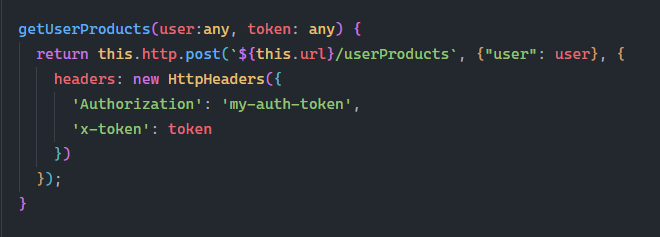 getUserProducts(user:any, token: any) {
return this.http.post(`${this.url}/userProducts`, {"user": user}, {
headers: new HttpHeaders({
'Authorization': 'my-auth-token',
'x-token': token
})
});
}